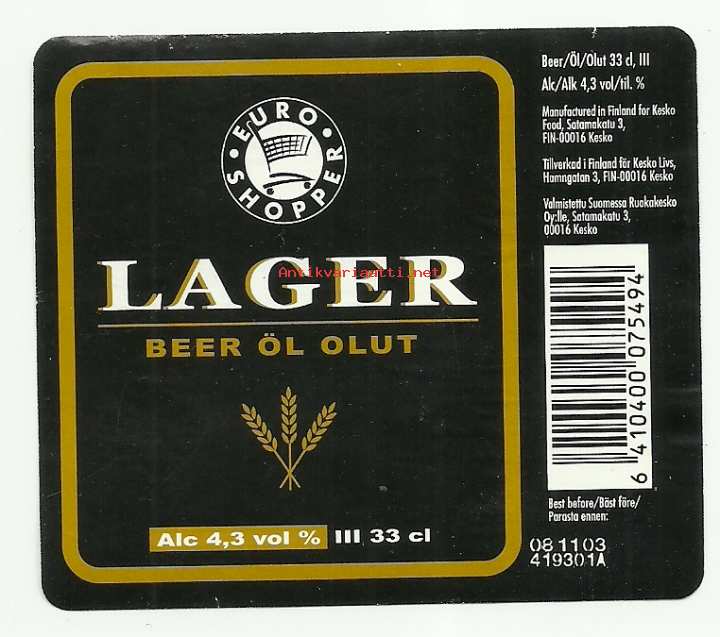 EURO
SHOPPER
LAGER
Antikvariaatti.net
BEER ÖL OLUT
Alc 4,3 vol % III 33 cl
Beer/Öl/Olut 33 cl, III
Alc/Alk 4,3 vol/til. %
Manufactured in Finland for Kesko
Food, Satamakatu 3,
FIN-00016 Kesko
Tillverkad i Finland för Kesko Livs,
Hamngatan 3, FIN-00016 Kesko
Valmistettu Suomessa Ruokakesko
Oy:lle, Satamakatu 3,
00016 Kesko
6 410400 075494
Best before/Bäst före/
Parasta ennen:
08 11 03
419301A